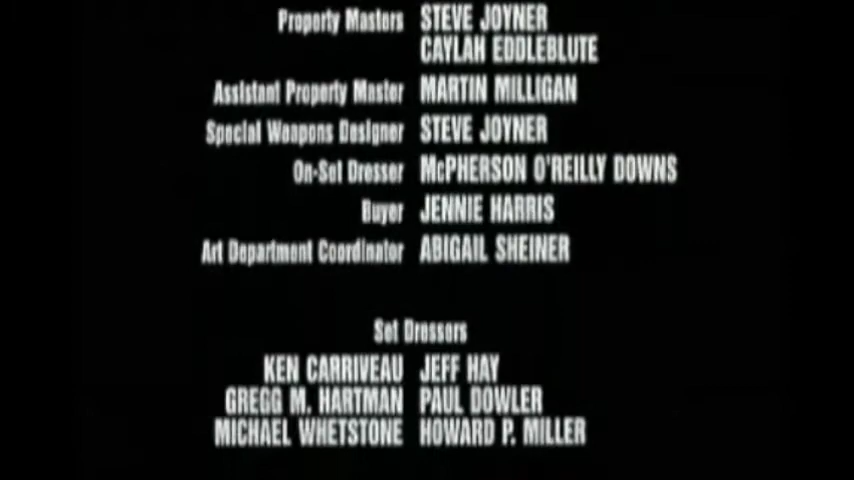 Property Masters STEVE JOYNER
CAYLAH EDDLEBLUTE
Assistant Property Master MARTIN MILLIGAN
Special Weapons Designer STEVE JOYNER
On-Set Dresser McPHERSON O'REILLY DOWNS
Buyer JENNIE HARRIS
Art Department Coordinator ABIGAIL SHEINER
Set Dressers
KEN CARRIVEAU JEFF HAY
GREGG M. HARTMAN PAUL DOWLER
MICHAEL WHETSTONE HOWARD P. MILLER